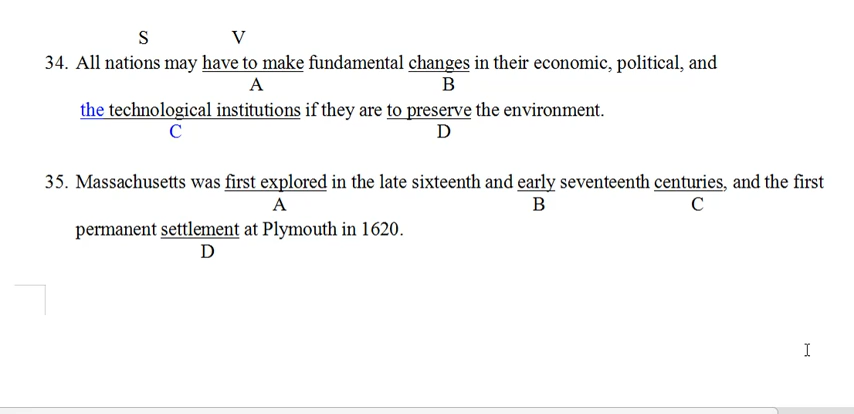 S V
34. All nations may have to make fundamental changes in their economic, political, and
A B
the technological institutions if they are to preserve the environment.
C D
35. Massachusetts was first explored in the late sixteenth and early seventeenth centuries, and the first
A B C
permanent settlement at Plymouth in 1620.
D